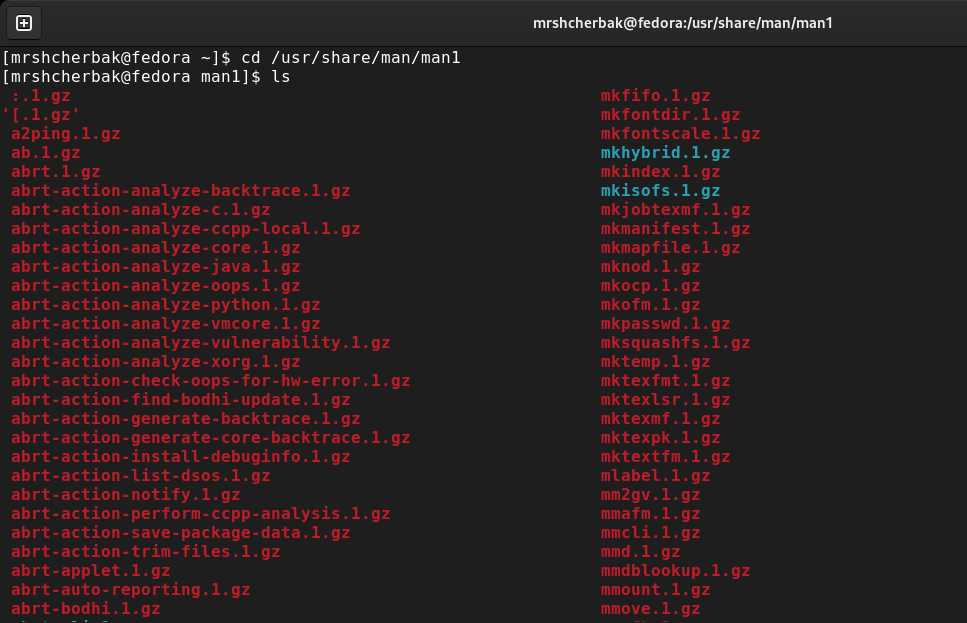 mrshcherbak@fedora:/usr/share/man/man1
[mrshcherbak@fedora ~]$ cd /usr/share/man/man1
[mrshcherbak@fedora man1]$ ls
:.1.gz mkfifo.1.gz
'[.1.gz' mkfontdir.1.gz
a2ping.1.gz mkfontscale.1.gz
ab.1.gz mkhybrid.1.gz
abrt.1.gz mkindex.1.gz
abrt-action-analyze-backtrace.1.gz mkisofs.1.gz
abrt-action-analyze-c.1.gz mkjobtexmf.1.gz
abrt-action-analyze-ccpp-local.1.gz mkmanifest.1.gz
abrt-action-analyze-core.1.gz mkmapfile.1.gz
abrt-action-analyze-java.1.gz mknod.1.gz
abrt-action-analyze-oops.1.gz mkocp.1.gz
abrt-action-analyze-python.1.gz mkofm.1.gz
abrt-action-analyze-vmcore.1.gz mkpasswd.1.gz
abrt-action-analyze-vulnerability.1.gz mksquashfs.1.gz
abrt-action-analyze-xorg.1.gz mktemp.1.gz
abrt-action-check-oops-for-hw-error.1.gz mktexfmt.1.gz
abrt-action-find-bodhi-update.1.gz mktexlsr.1.gz
abrt-action-generate-backtrace.1.gz mktexmf.1.gz
abrt-action-generate-core-backtrace.1.gz mktexpk.1.gz
abrt-action-install-debuginfo.1.gz mktextfm.1.gz
abrt-action-list-dsos.1.gz mlabel.1.gz
abrt-action-notify.1.gz mm2gv.1.gz
abrt-action-perform-ccpp-analysis.1.gz mmafm.1.gz
abrt-action-save-package-data.1.gz mmcli.1.gz
abrt-action-trim-files.1.gz mmd.1.gz
abrt-applet.1.gz mmdblookup.1.gz
abrt-auto-reporting.1.gz mmount.1.gz
abrt-bodhi.1.gz mmove.1.gz